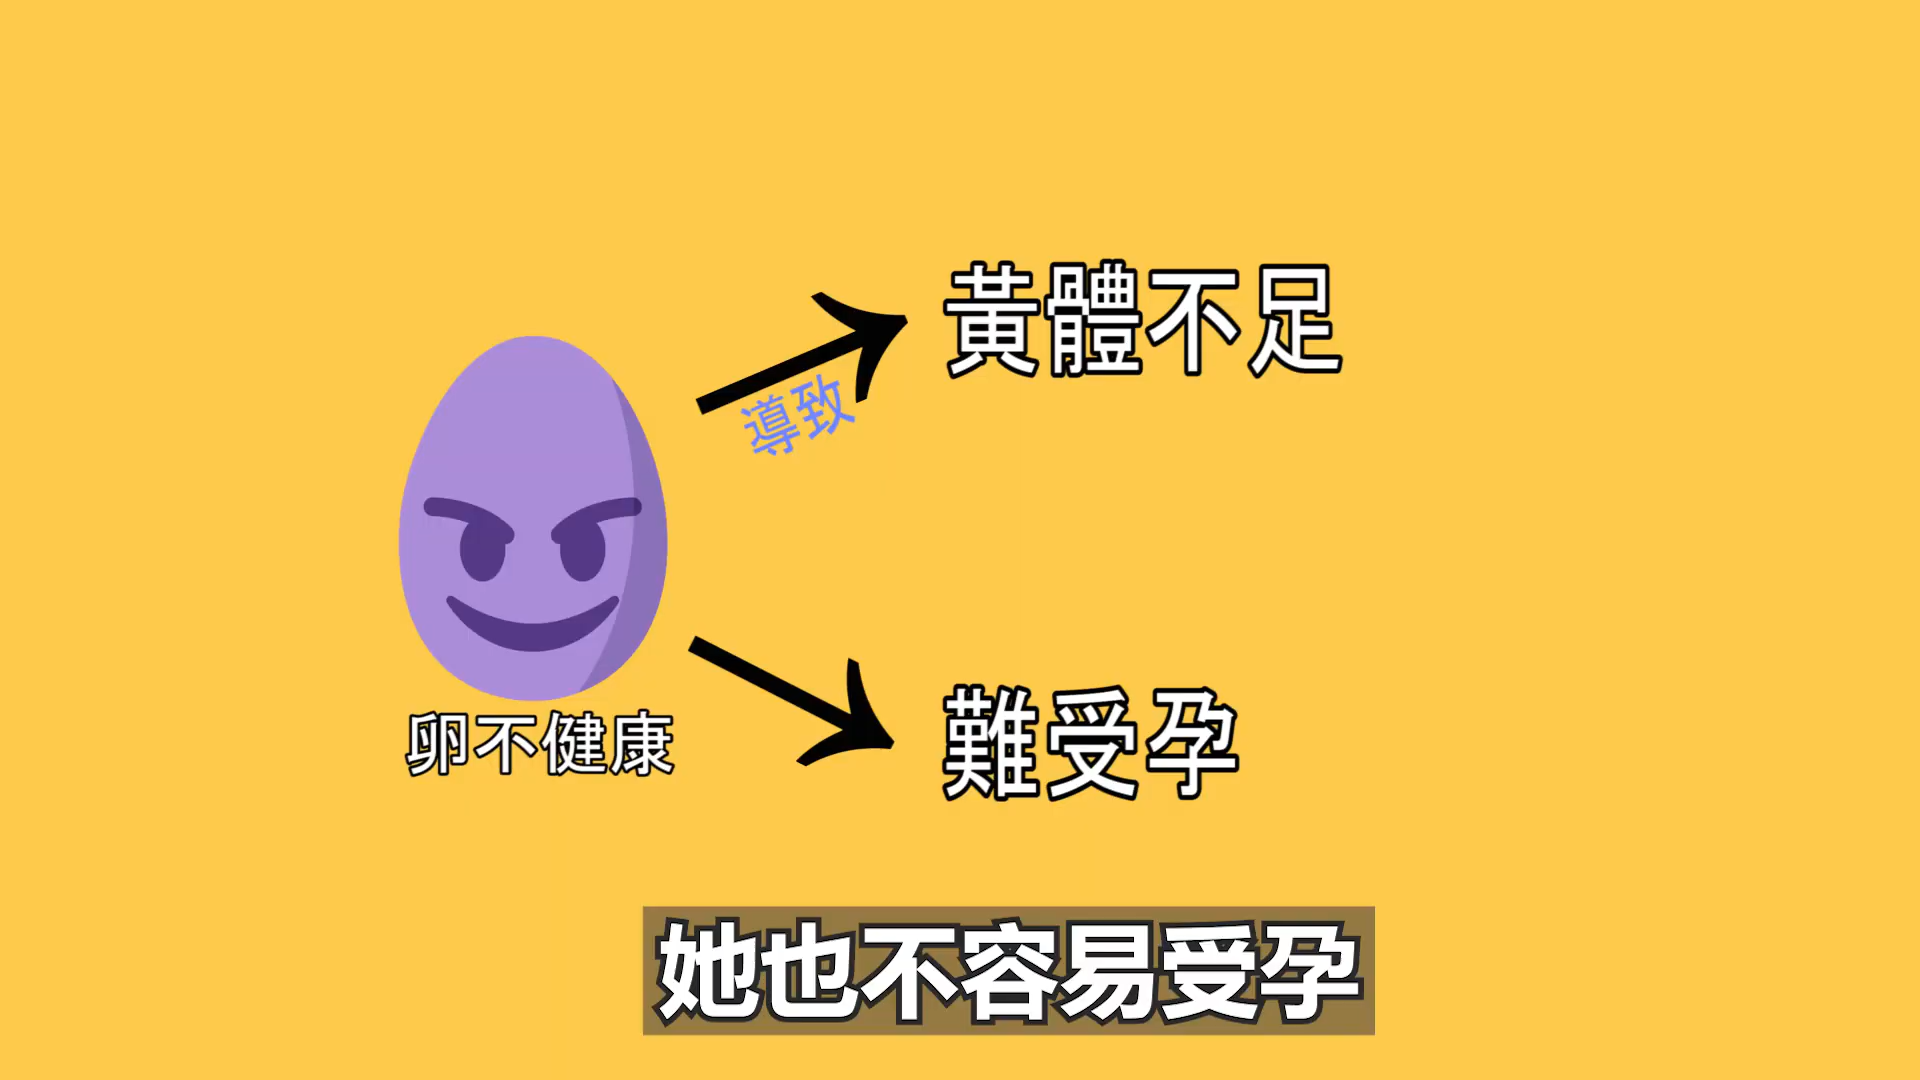 黃體不足
導致
難受孕
卵不健康
她也不容易受孕